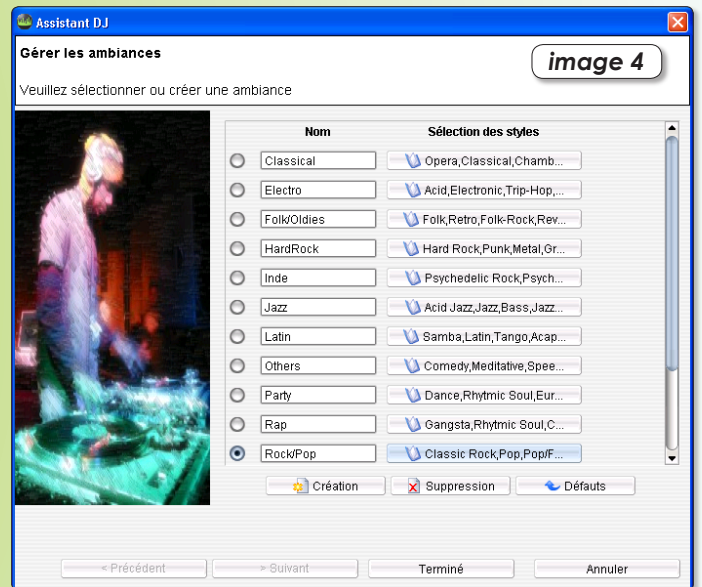 Assistant DJ
Gérer les ambiances
image 4
Veuillez sélectionner ou créer une ambiance
Nom Sélection des styles
Classical Opera,Classical,Chamb...
Electro Acid,Electronic,Trip-Hop,...
Folk/Oldies Folk,Retro,Folk-Rock,Rev...
HardRock Hard Rock,Punk,Metal,Gr...
Inde Psychedelic Rock,Psych...
Jazz Acid Jazz,Jazz,Bass,Jazz...
Latin Samba,Latin,Tango,Acap...
Others Comedy,Meditative,Spee...
Party Dance,Rhytmic Soul,Eur...
Rap Gangsta,Rhytmic Soul,C...
Rock/Pop Classic Rock,Pop,Pop/F...
Création Suppression Défauts
< Précédent > Suivant Terminé Annuler